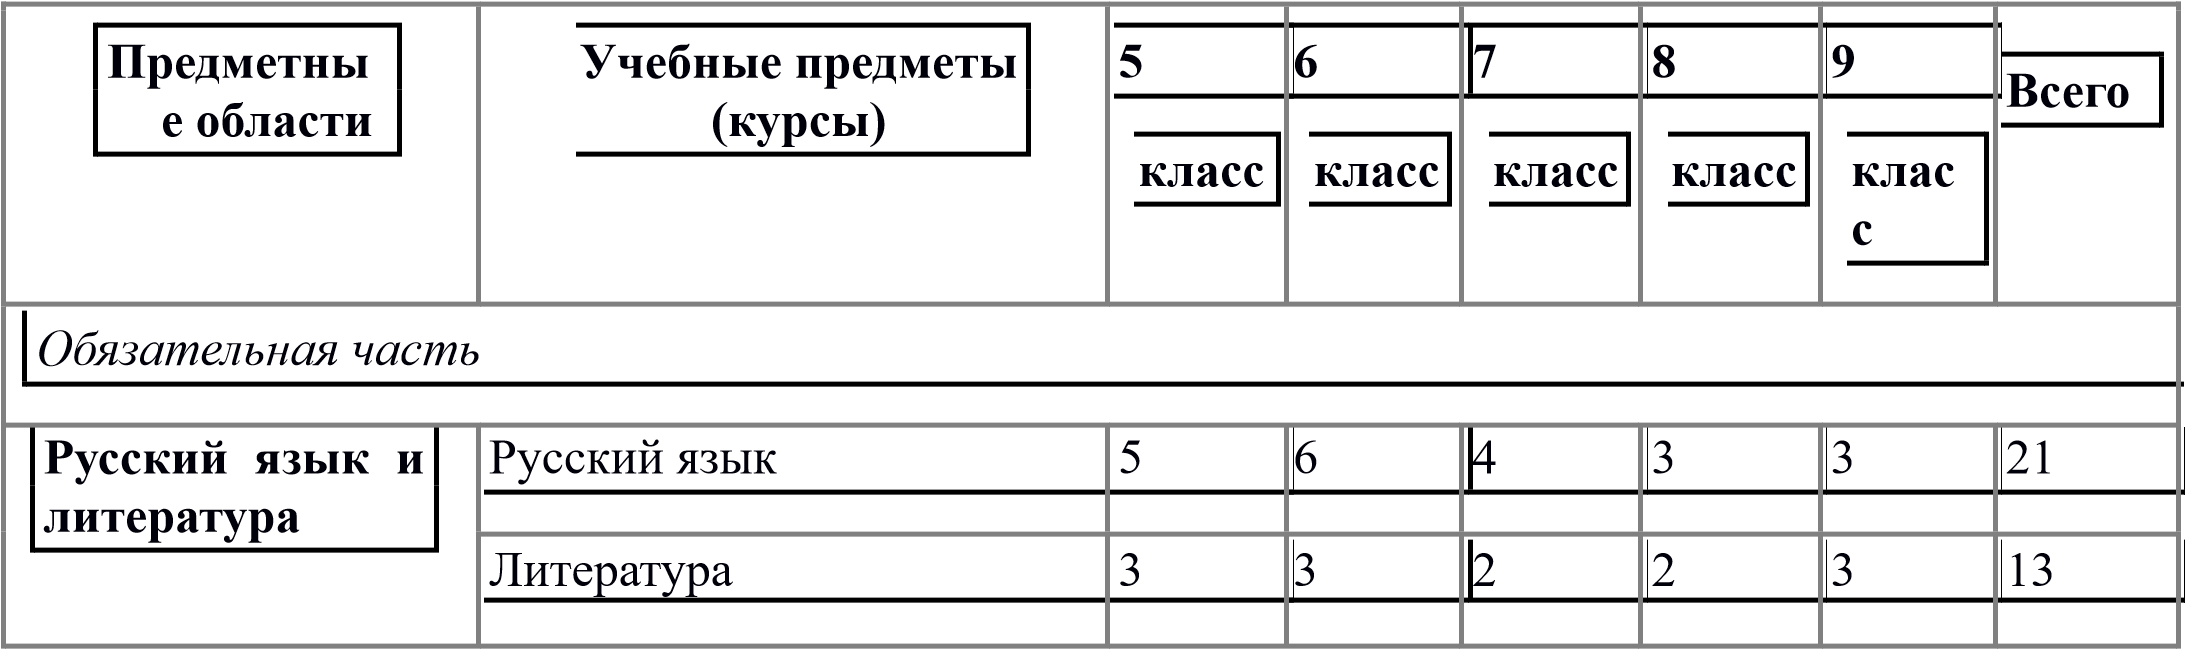 Предметны
е области
Учебные предметы
(курсы)
5
класс
6
класс
7
класс
8
класс
9
клас
с
Всего
Обязательная часть
Русский язык и
литература
Русский язык 5 6 4 3 3 21
Литература 3 3 2 2 3 13